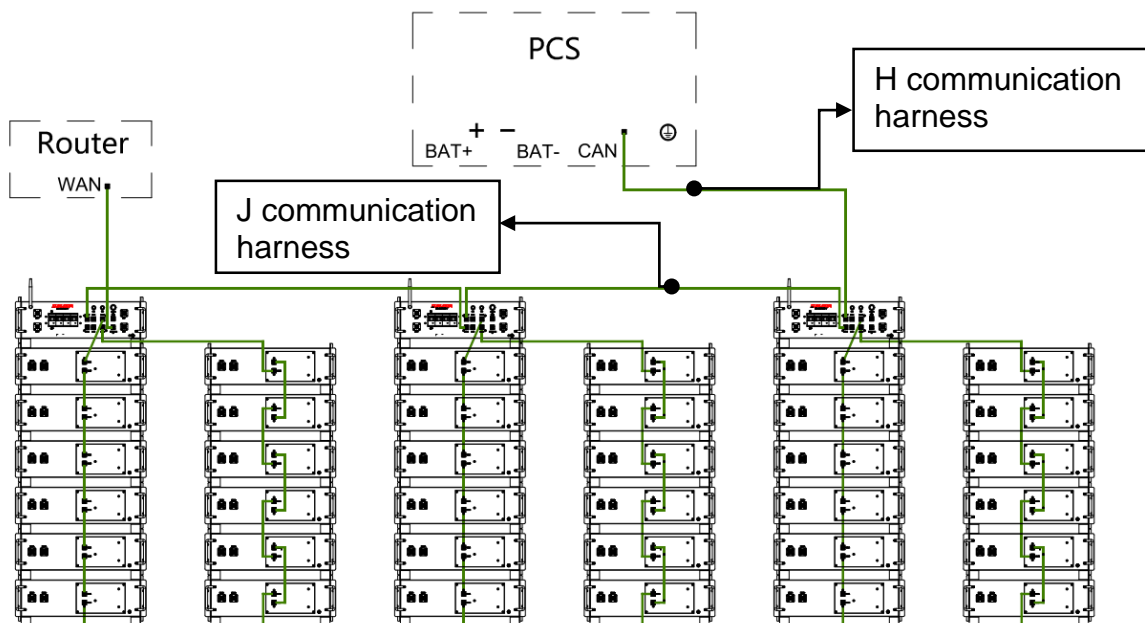 PCS
H communication
harness
Router
+ −
BAT+
BAT-
CAN
WAN
J communication
harness